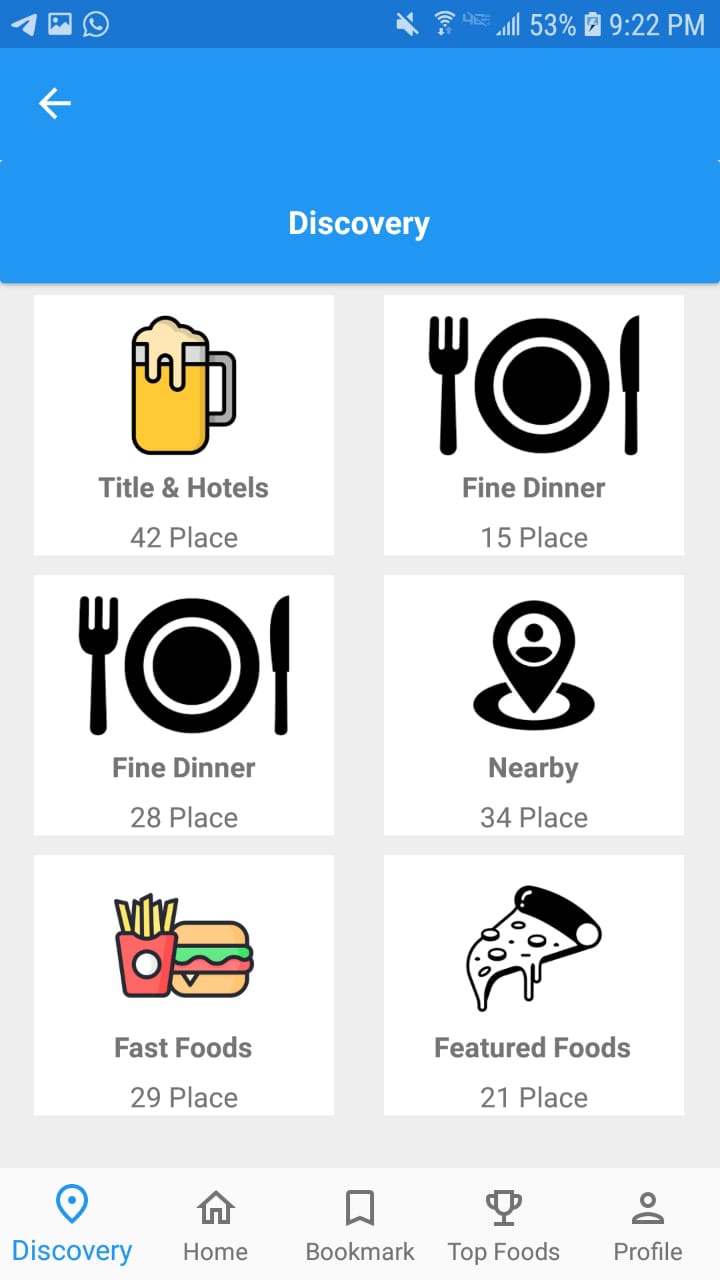 53% 9:22 PM
Discovery
Title & Hotels
42 Place
Fine Dinner
15 Place
Fine Dinner
28 Place
Nearby
34 Place
Fast Foods
29 Place
Featured Foods
21 Place
Discovery
Home
Bookmark
Top Foods
Profile